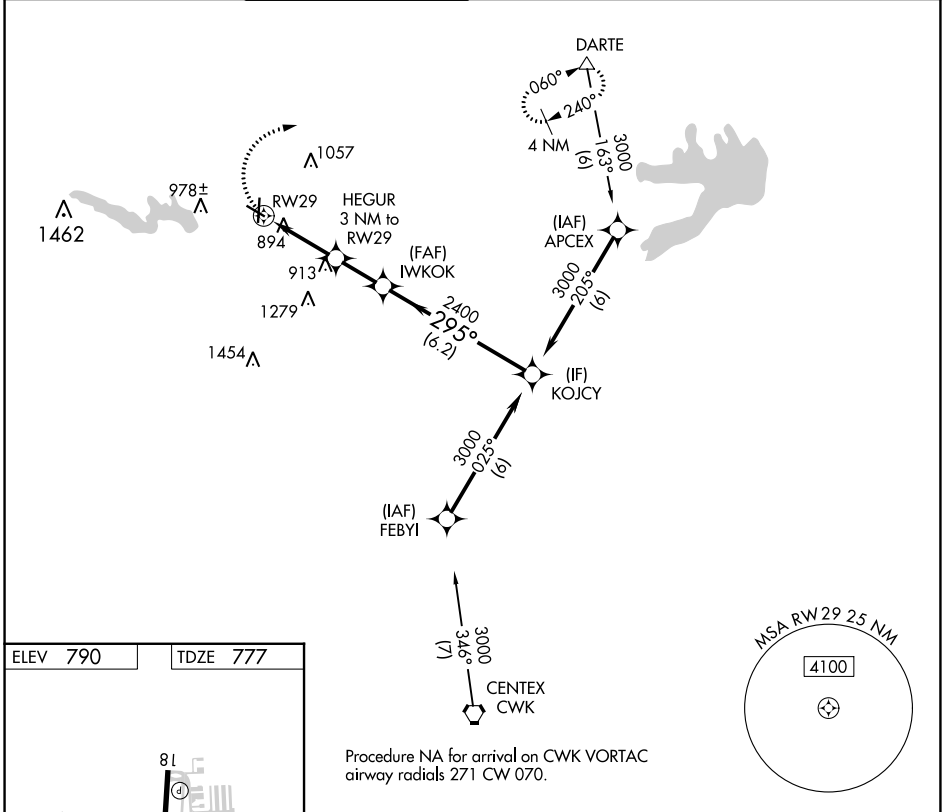 DARTE
060°
240°
4 NM
3000
163°
(6)
1057
978±
1462
RW29
894
HEGUR
3 NM to
RW29
913
(FAF)
IWKOK
1279
1454
2400
295°
(6.2)
(IAF)
APCEX
3000
205°
(6)
(IF)
KOJCY
3000
025°
(6)
(IAF)
FEBYI
3000
346°
(7)
CENTEX
CWK
Procedure NA for arrival on CWK VORTAC
airway radials 271 CW 070.
MSA RW29 25 NM
4100
ELEV 790
TDZE 777
18
P